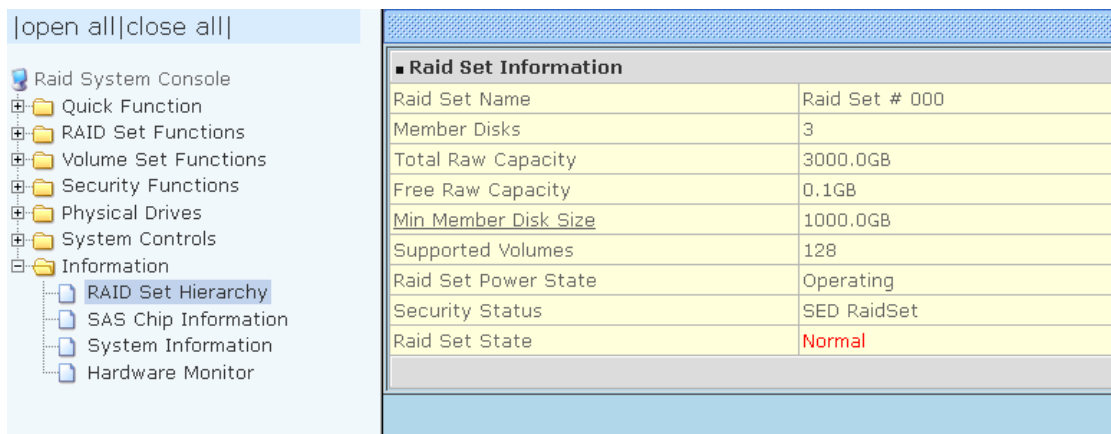 |open all|close all|
Raid System Console
Quick Function
RAID Set Functions
Volume Set Functions
Security Functions
Physical Drives
System Controls
Information
RAID Set Hierarchy
SAS Chip Information
System Information
Hardware Monitor
▪ Raid Set Information
Raid Set Name Raid Set # 000
Member Disks 3
Total Raw Capacity 3000.0GB
Free Raw Capacity 0.1GB
Min Member Disk Size 1000.0GB
Supported Volumes 128
Raid Set Power State Operating
Security Status SED RaidSet
Raid Set State Normal